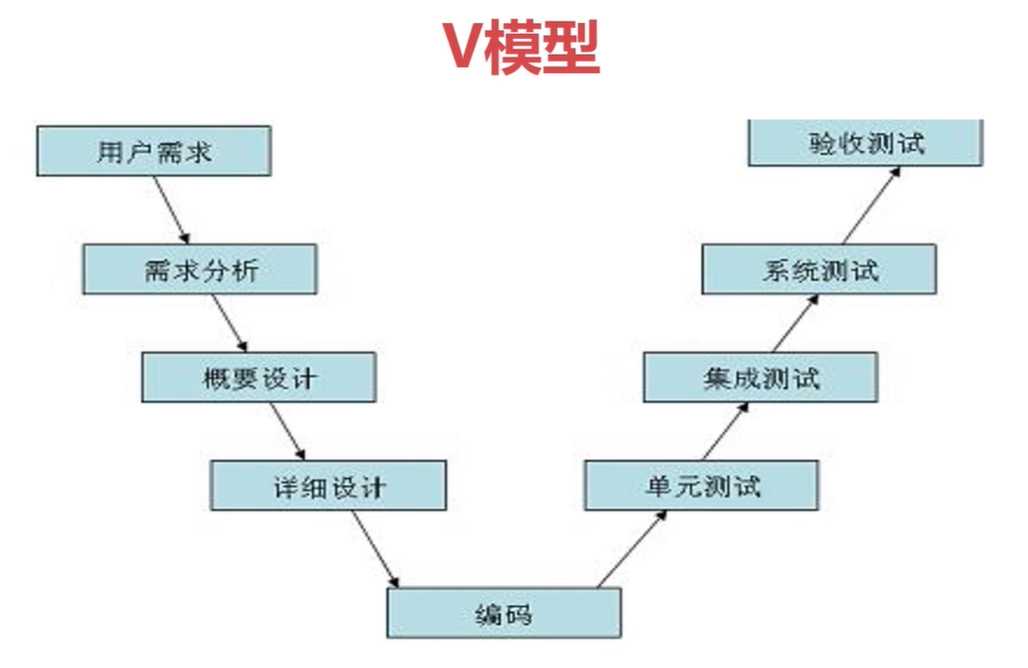 V模型
用户需求
验收测试
需求分析
系统测试
概要设计
集成测试
详细设计
单元测试
编码